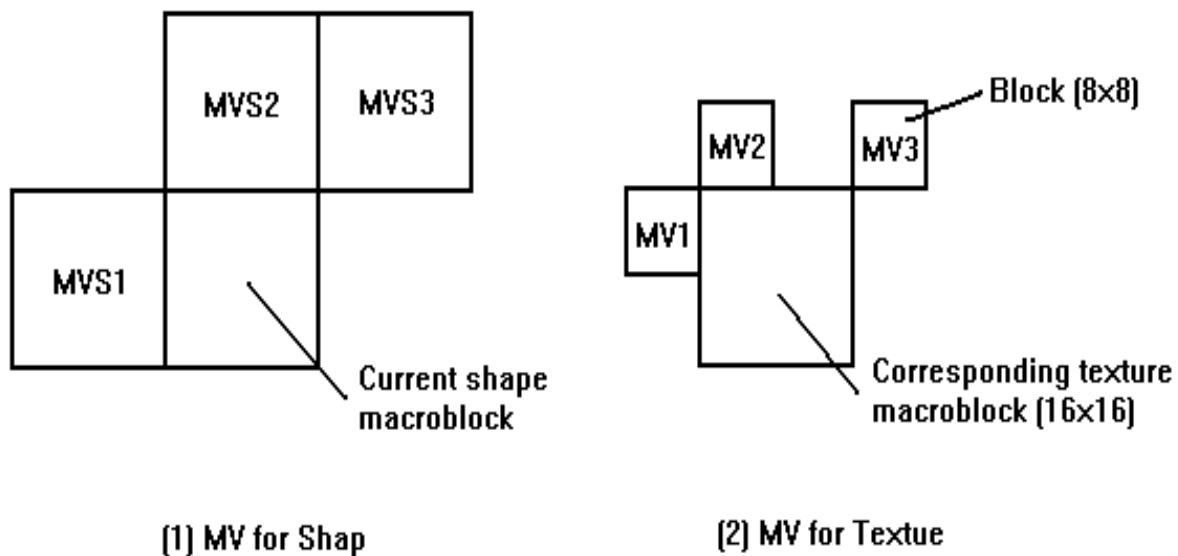 MVS2
MVS3
MVS1
Current shape
macroblock
(1) MV for Shap
Block (8x8)
MV2
MV3
MV1
Corresponding texture
macroblock (16x16)
(2) MV for Textue